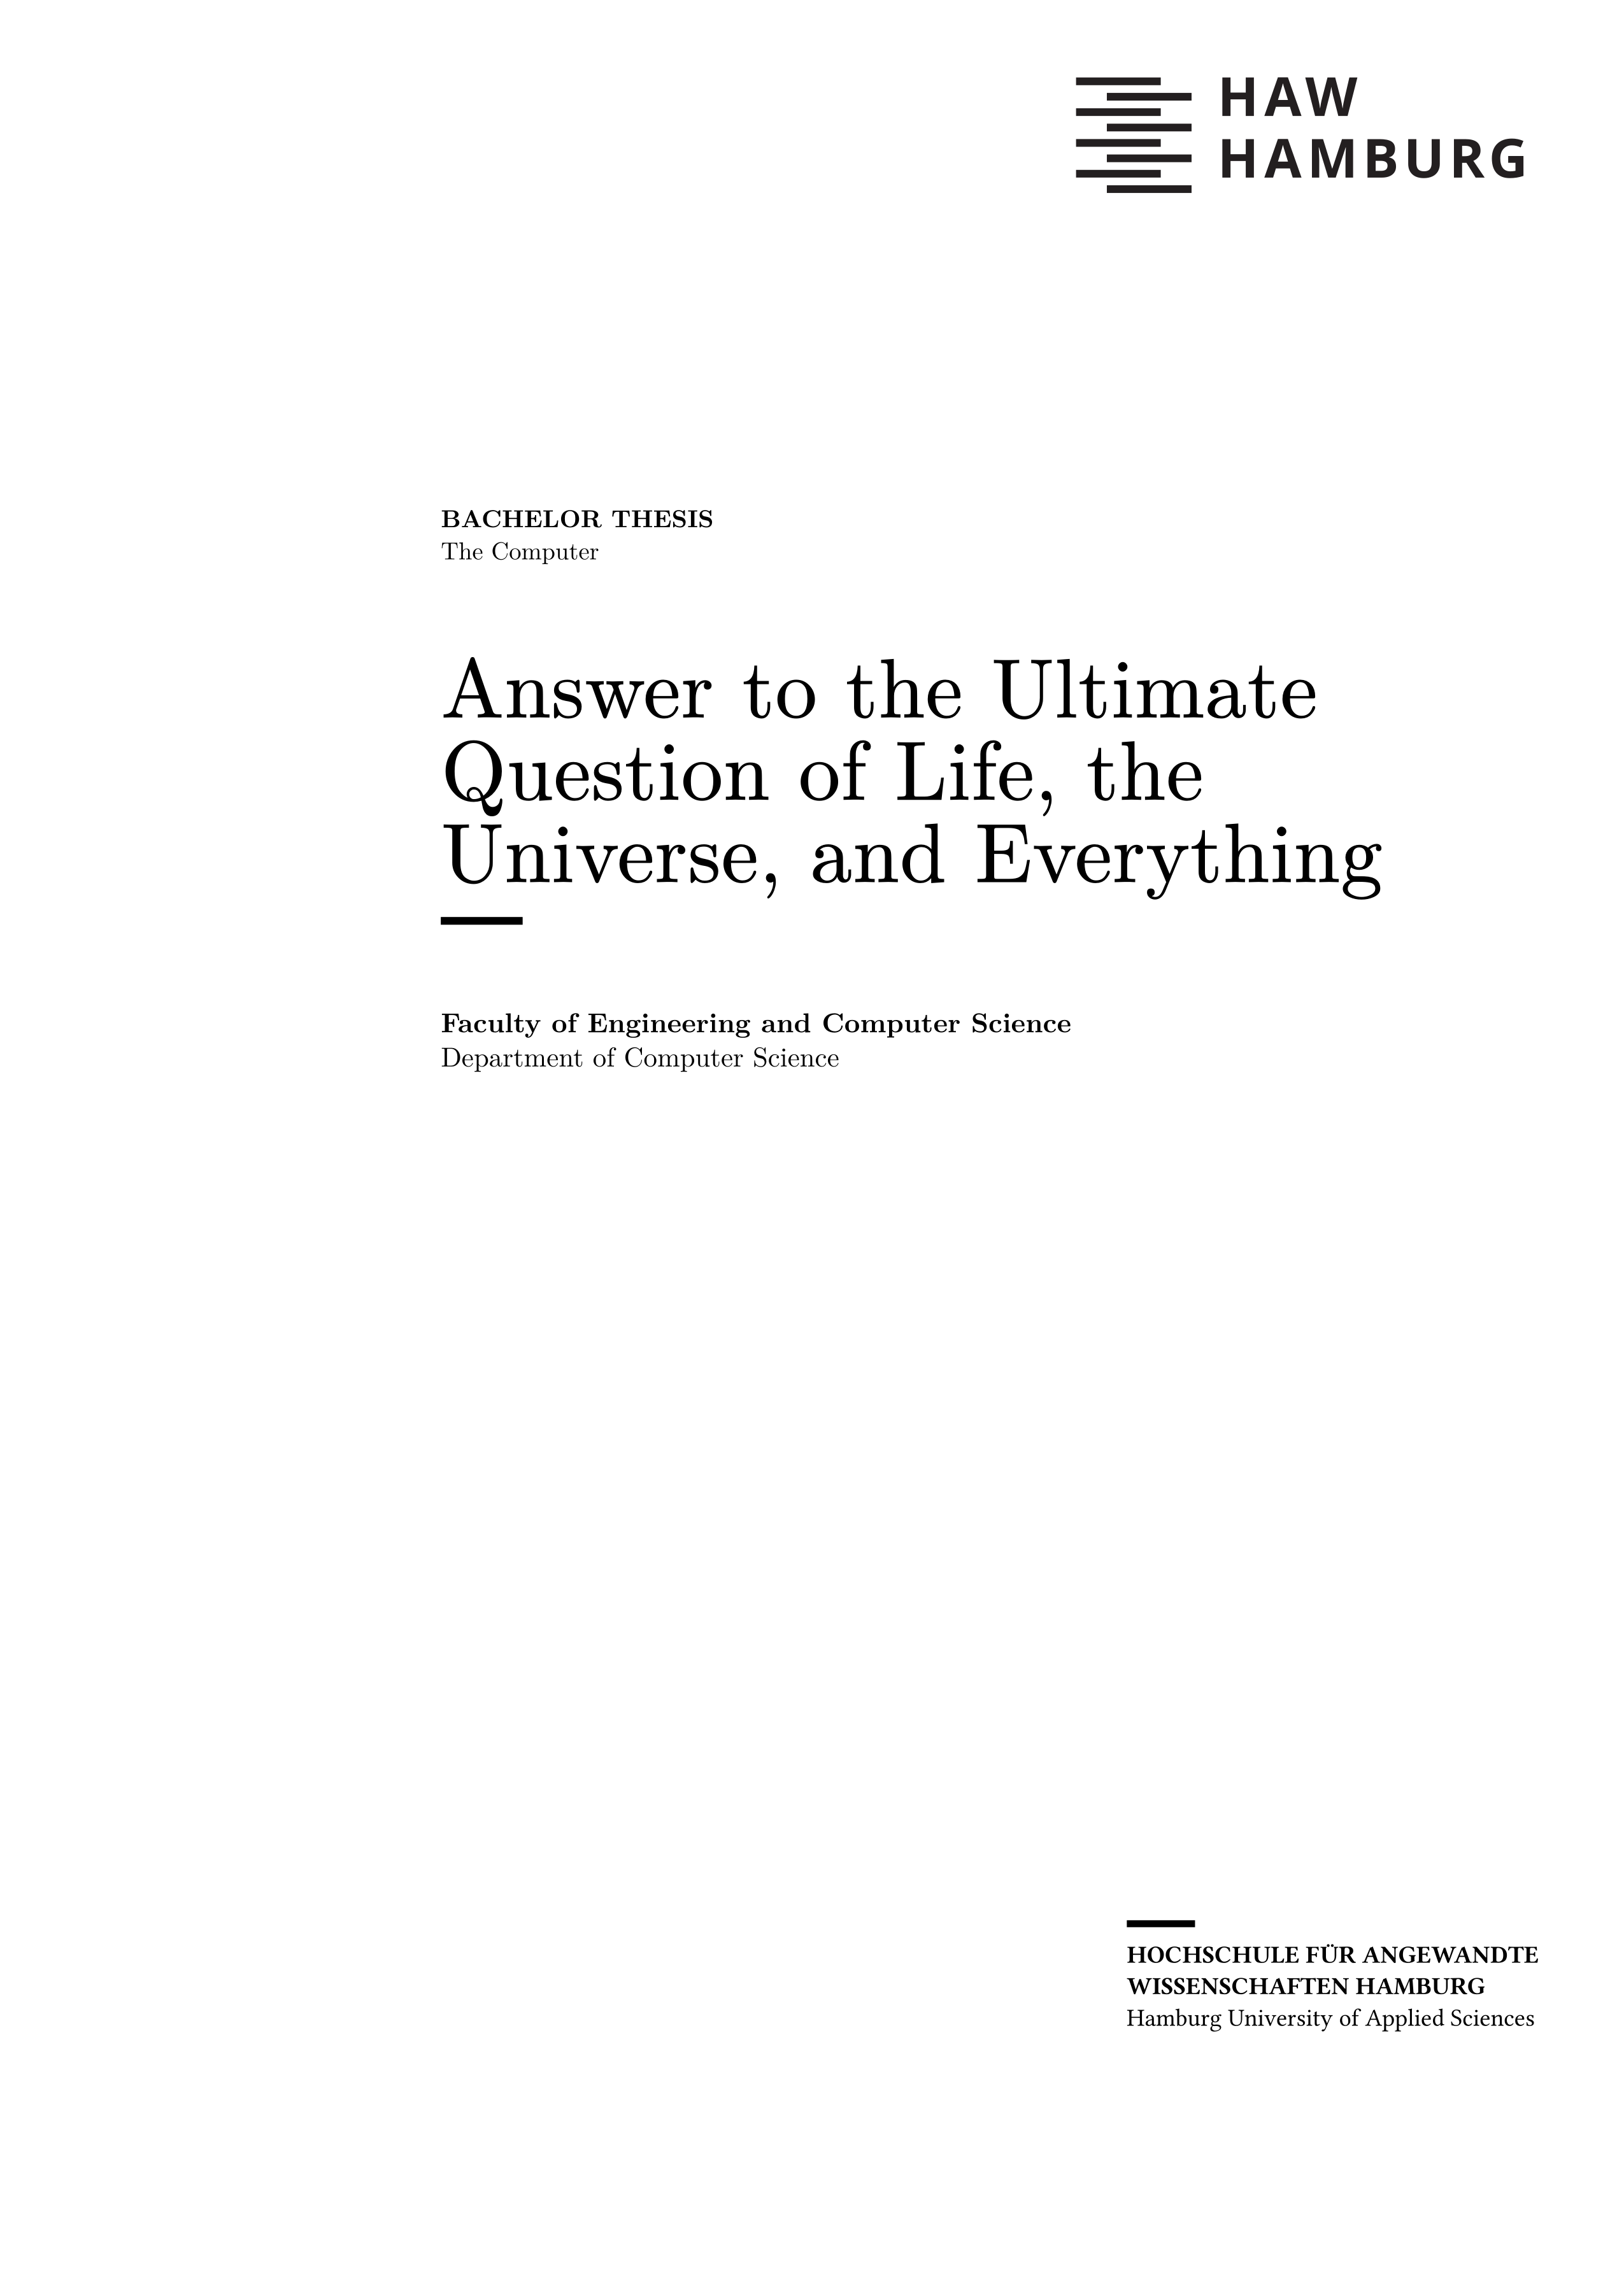 HAW
HAMBURG
BACHELOR THESIS
The Computer
Answer to the Ultimate
Question of Life, the
Universe, and Everything
Faculty of Engineering and Computer Science
Department of Computer Science
HOCHSCHULE FÜR ANGEWANDTE
WISSENSCHAFTEN HAMBURG
Hamburg University of Applied Sciences